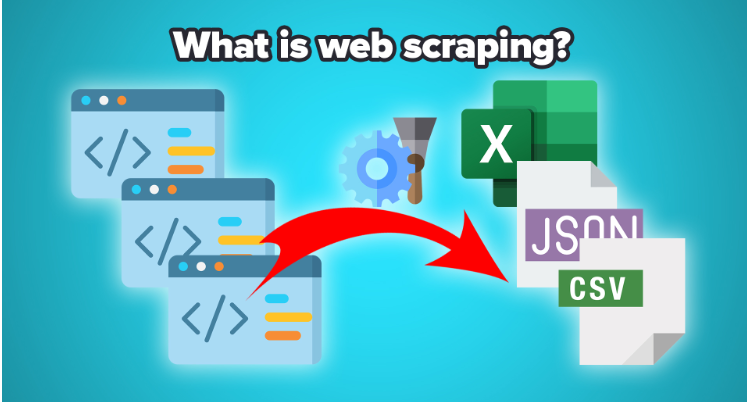 What is web scraping?
</>
</>
</>
X
JSON
CSV